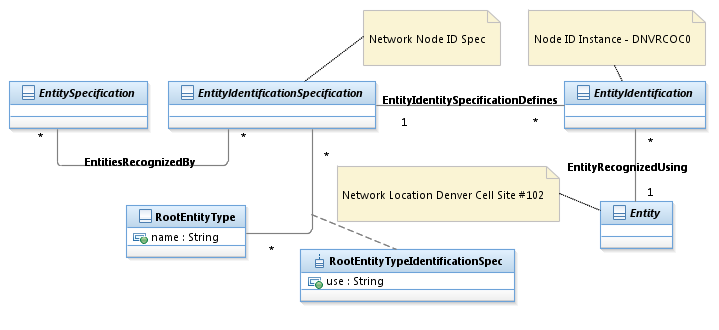 Network Node ID Spec
Node ID Instance - DNVRCOC0
EntitySpecification
EntityIdentificationSpecification
EntityIdentification
EntityIdentitySpecificationDefines
1
*
*
*
*
EntitiesRecognizedBy
*
EntityRecognizedUsing
Network Location Denver Cell Site #102
1
Entity
RootEntityType
name : String
*
RootEntityTypeIdentificationSpec
use : String